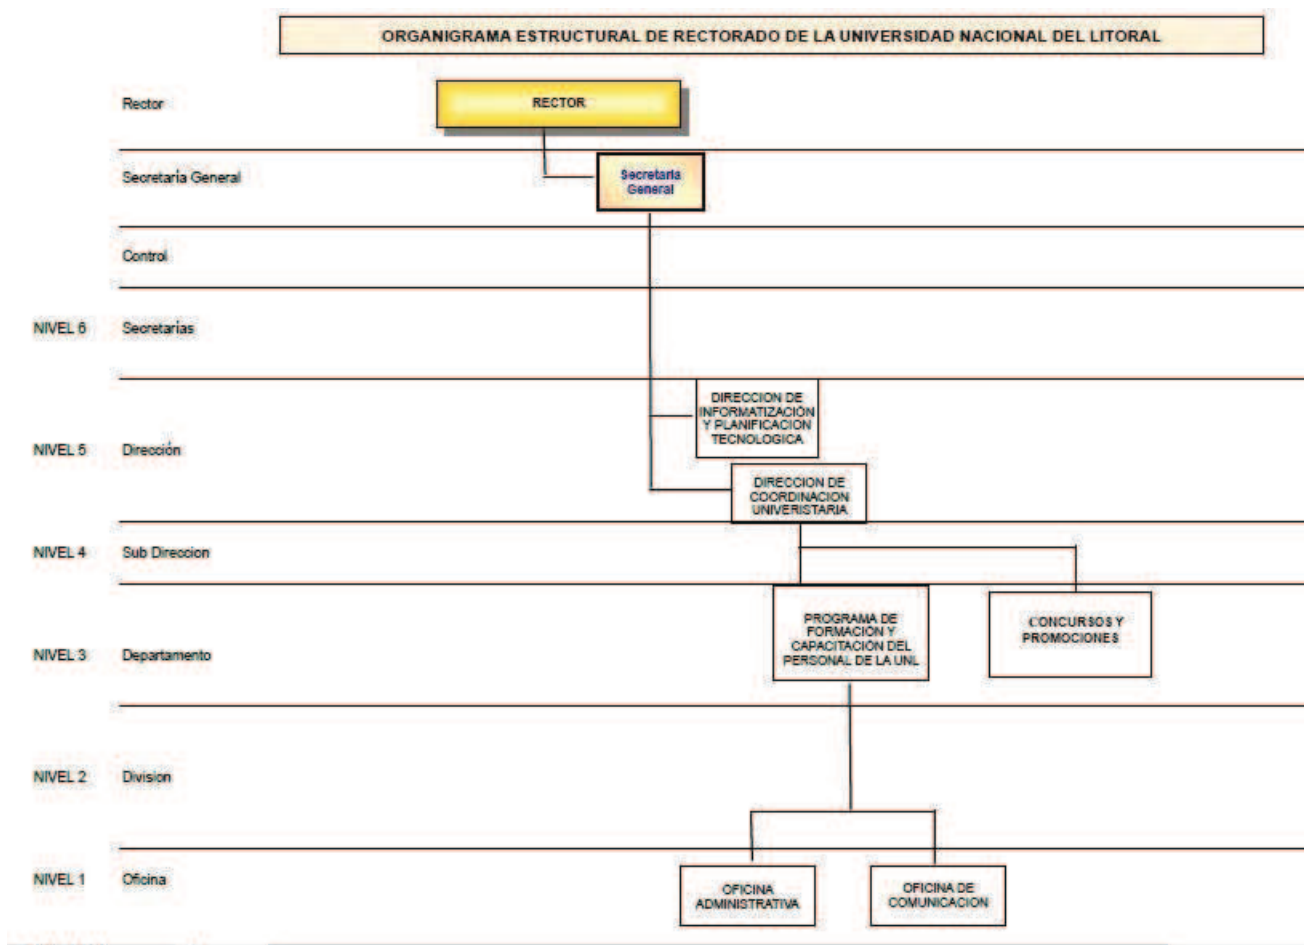 ORGANIGRAMA ESTRUCTURAL DE RECTORADO DE LA UNIVERSIDAD NACIONAL DEL LITORAL
Rector
RECTOR
Secretaría General
Secretaria
General
Control
NIVEL 6 Secretarias
NIVEL 5 Dirección
DIRECCION DE
INFORMATIZACIÓN
Y PLANIFICACION
TECNOLOGICA
DIRECCION DE
COORDINACION
UNIVERISTARIA
NIVEL 4 Sub Direccion
NIVEL 3 Departamento
PROGRAMA DE
FORMACIÓN Y
CAPACITACIÓN DEL
PERSONAL DE LA UNL
CONCURSOS Y
PROMOCIONES
NIVEL 2 Division
NIVEL 1 Oficina
OFICINA
ADMINISTRATIVA
OFICINA DE
COMUNICACION